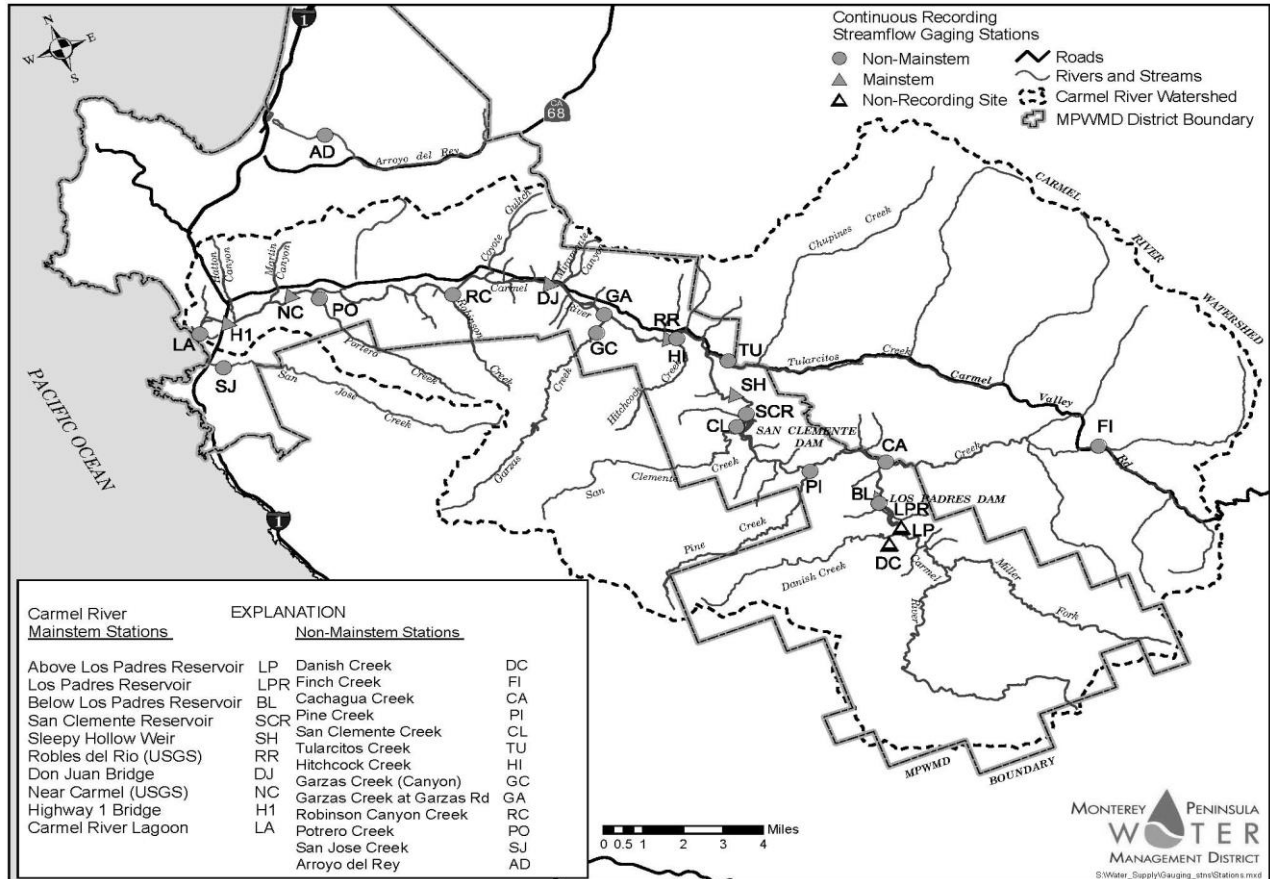 N
E
W
S
1
CA
68
Continuous Recording
Streamflow Gaging Stations
Non-Mainstem
Mainstem
Non-Recording Site
Roads
Rivers and Streams
Carmel River Watershed
MPWMD District Boundary
AD
Arroyo del Rey
CARMEL
RIVER
WATERSHED
Chupines Creek
Hatton
Canyon
Martin
Canyon
Coyote
Gultch
Miramonte
Canyon
Carmel
River
NC
PO
RC
DJ
GA
GC
RR
HI
TU
Tularcitos
Creek
Carmel
Valley
Rd
FI
LA
H1
SJ
Portero
Creek
San
Jose
Creek
Robinson
Creek
Garzas
Creek
Hitchcock
Creek
SH
SCR
CL
SAN CLEMENTE
DAM
San
Clemente
Creek
PI
Pine
Creek
CA
Creek
BL
LOS PADRES DAM
LPR
LP
DC
Danish Creek
Carmel
River
Miller
Fork
PACIFIC OCEAN
1
MPWMD
BOUNDARY
EXPLANATION
Carmel River
Mainstem Stations
Above Los Padres Reservoir LP
Los Padres Reservoir LPR
Below Los Padres Reservoir BL
San Clemente Reservoir SCR
Sleepy Hollow Weir SH
Robles del Rio (USGS) RR
Don Juan Bridge DJ
Near Carmel (USGS) NC
Highway 1 Bridge H1
Carmel River Lagoon LA
Non-Mainstem Stations
Danish Creek DC
Finch Creek FI
Cachagua Creek CA
Pine Creek PI
San Clemente Creek CL
Tularcitos Creek TU
Hitchcock Creek HI
Garzas Creek (Canyon) GC
Garzas Creek at Garzas Rd GA
Robinson Canyon Creek RC
Potrero Creek PO
San Jose Creek SJ
Arroyo del Rey AD
Miles
0 0.5 1 2 3 4
MONTEREY PENINSULA
WATER
MANAGEMENT DISTRICT
S:\Water_Supply\Gauging_stns\Stations.mxd